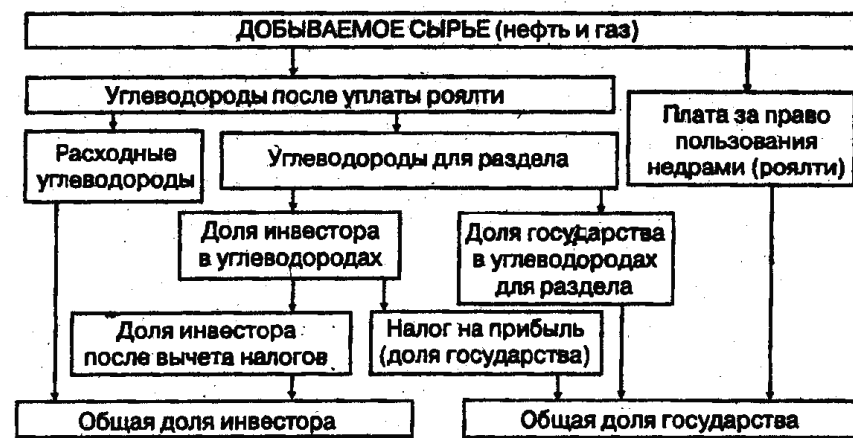 ДОБЫВАЕМОЕ СЫРЬЕ (нефть и газ)
Углеводороды после уплаты роялти
Плата за право
пользования
недрами (роялти)
Расходные
углеводороды
Углеводороды для раздела
Доля инвестора
в углеводородах
Доля государства
в углеводородах
для раздела
Доля инвестора
после вычета налогов
Налог на прибыль
(доля государства)
Общая доля инвестора
Общая доля государства